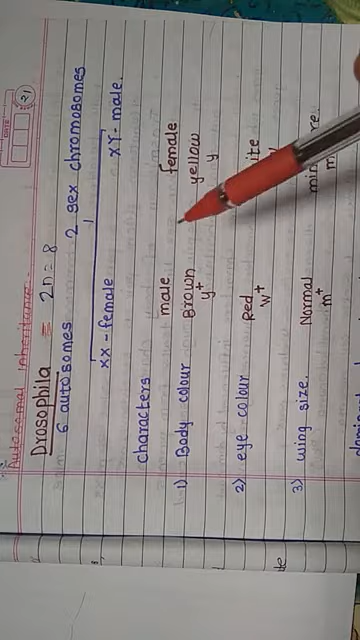 Autosomal inheritance
21
Drosophila = 2n = 8
6 autosomes 2 sex chromosomes
xx - female xY - male.
characters male female
1) Body colour Brown yellow
y+ y
2) eye colour Red
w+
3) wing size. Normal
m+ m